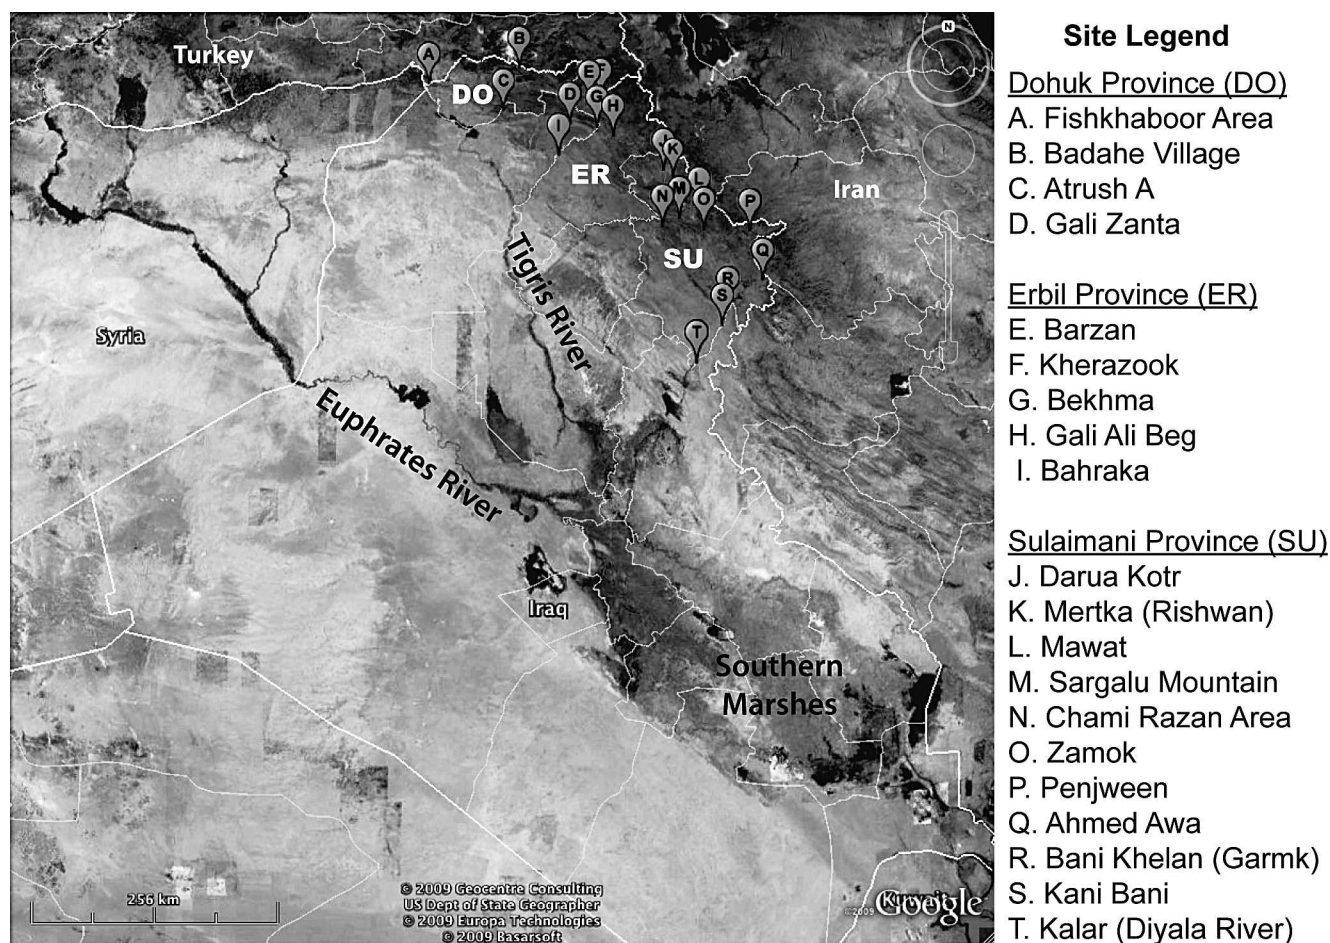 Turkey
A
B
C
DO
D
E
F
G
H
I
ER
J
K
L
M
N
O
P
Iran
SU
Q
R
S
T
Tigris River
Syria
Euphrates River
Iraq
Southern
Marshes
N
256 km
© 2009 Geocentre Consulting
US Dept of State Geographer
© 2009 Europa Technologies
© 2009 Basarsoft
Kuwait
©2009 Google
Site Legend
Dohuk Province (DO)
A. Fishkhaboor Area
B. Badahe Village
C. Atrush A
D. Gali Zanta
Erbil Province (ER)
E. Barzan
F. Kherazook
G. Bekhma
H. Gali Ali Beg
I. Bahraka
Sulaimani Province (SU)
J. Darua Kotr
K. Mertka (Rishwan)
L. Mawat
M. Sargalu Mountain
N. Chami Razan Area
O. Zamok
P. Penjween
Q. Ahmed Awa
R. Bani Khelan (Garmk)
S. Kani Bani
T. Kalar (Diyala River)